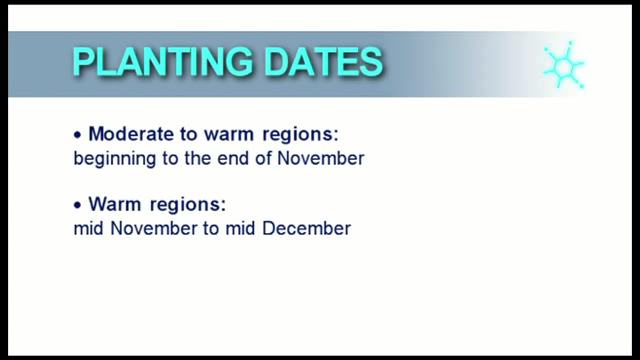 PLANTING DATES
• Moderate to warm regions:
beginning to the end of November
• Warm regions:
mid November to mid December